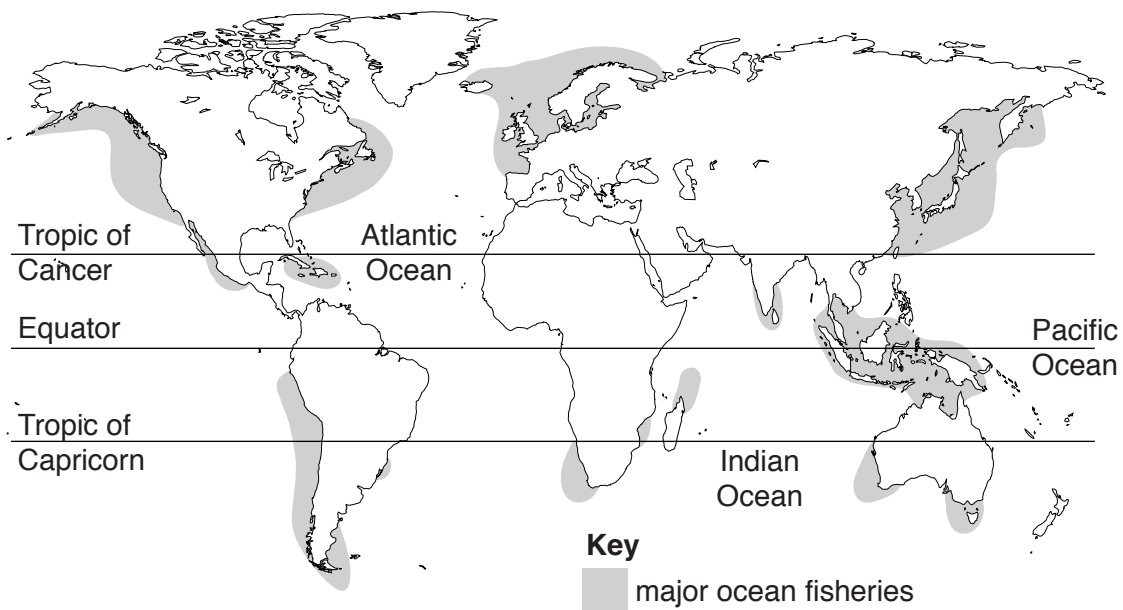 Tropic of
Cancer
Atlantic
Ocean
Equator
Pacific
Ocean
Tropic of
Capricorn
Indian
Ocean
Key
major ocean fisheries